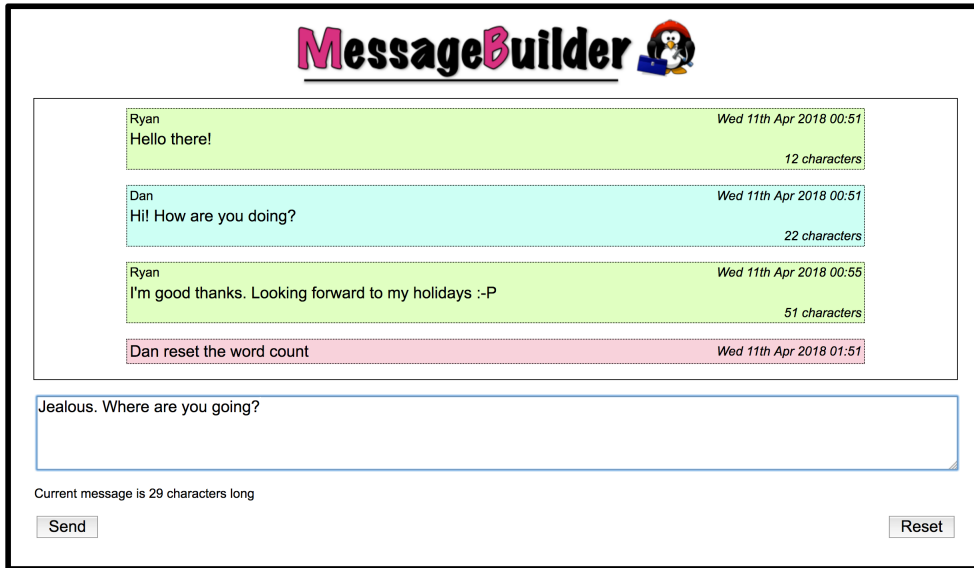 MessageBuilder
Ryan Wed 11th Apr 2018 00:51
Hello there!
12 characters
Dan Wed 11th Apr 2018 00:51
Hi! How are you doing?
22 characters
Ryan Wed 11th Apr 2018 00:55
I'm good thanks. Looking forward to my holidays :-P
51 characters
Dan reset the word count Wed 11th Apr 2018 01:51
Jealous. Where are you going?
Current message is 29 characters long
Send Reset